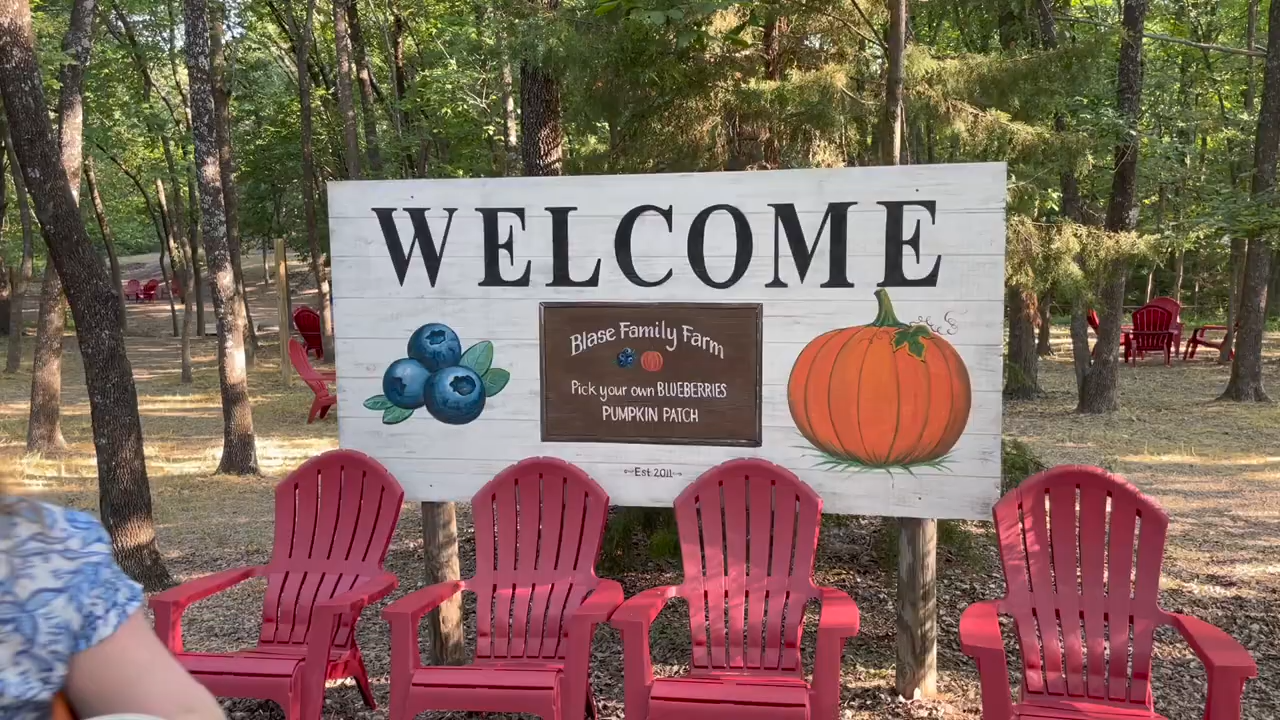 WELCOME
Blase Family Farm
Pick your own BLUEBERRIES
PUMPKIN PATCH
Est 2011